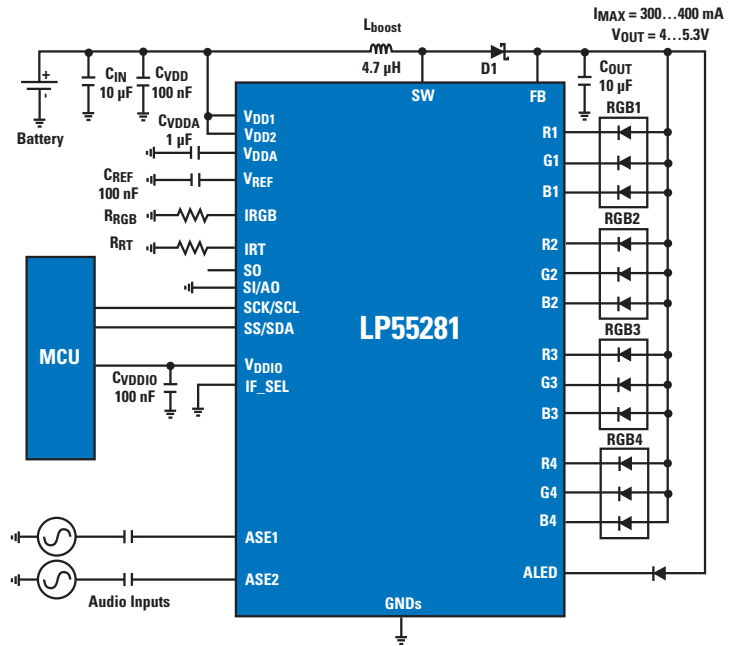 IMAX = 300...400 mA
VOUT = 4...5.3V
Lboost
4.7 µH
D1
+
-
Battery
CIN
10 µF
CVDD
100 nF
COUT
10 µF
SW
FB
CVDDA
1 µF
CREF
100 nF
RRGB
RRT
VDD1
VDD2
VDDA
VREF
IRGB
IRT
SO
SI/AO
SCK/SCL
SS/SDA
VDDIO
IF_SEL
MCU
CVDDIO
100 nF
LP55281
RGB1
R1
G1
B1
RGB2
R2
G2
B2
RGB3
R3
G3
B3
RGB4
R4
G4
B4
ASE1
ASE2
ALED
Audio Inputs
GNDs